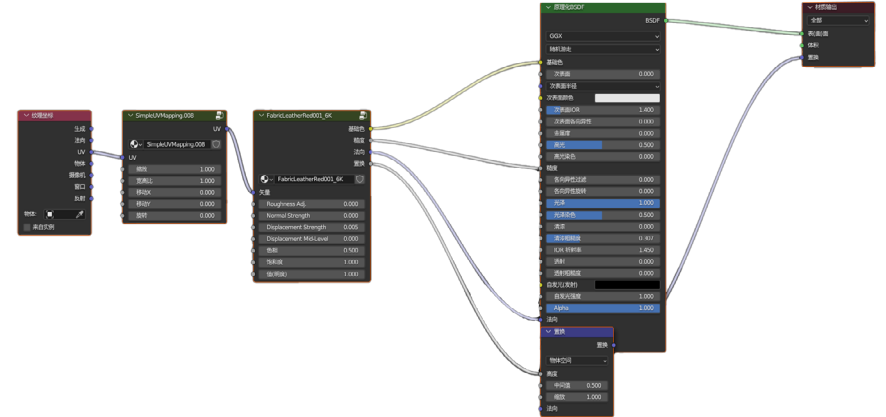 纹理坐标
生成
法向
UV
物体
摄像机
窗口
反射
物体:
来自实例
SimpleUVMapping.008
UV
SimpleUVMapping.008
UV
缩放 1.000
宽高比 1.000
移动X 0.000
移动Y 0.000
旋转 0.000
FabricLeatherRed001_6K
基础色
糙度
法向
置换
FabricLeatherRed001_6K
矢量
Roughness Adj. 0.000
Normal Strength 0.000
Displacement Strength 0.005
Displacement Mid-Level 0.000
色相 0.500
饱和度 1.000
值(明度) 1.000
原理化BSDF
BSDF
GGX
随机游走
基础色
次表面 0.000
次表面半径
次表面颜色
次表面IOR 1.400
次表面各向异性 0.000
金属度 0.000
高光 0.500
高光染色 0.000
糙度
各向异性过滤 0.000
各向异性旋转 0.000
光泽 1.000
光泽染色 0.500
清漆 0.000
清漆粗糙度 0.307
IOR 折射率 1.450
透射 0.000
透射粗糙度 0.000
自发光(发射)
自发光强度 1.000
Alpha 1.000
法向
置换
置换
物体空间
高度
中间值 0.500
缩放 1.000
法向
材质输出
全部
表(曲)面
体积
置换